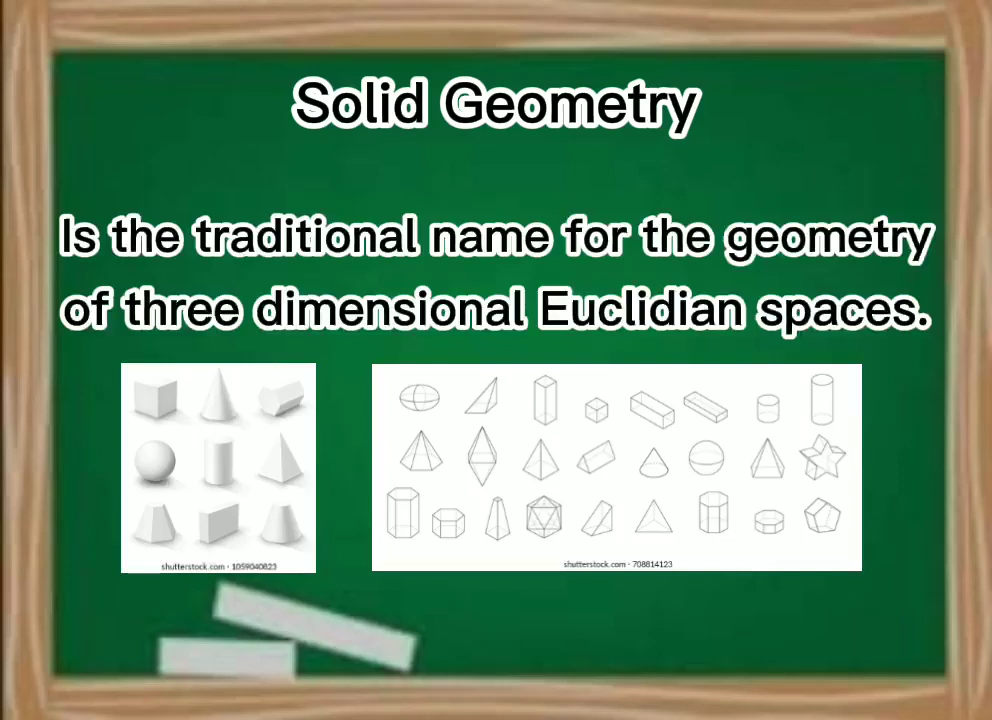 Solid Geometry
Is the traditional name for the geometry
of three dimensional Euclidian spaces.
shutterstock.com · 1059040823
shutterstock.com · 708814123